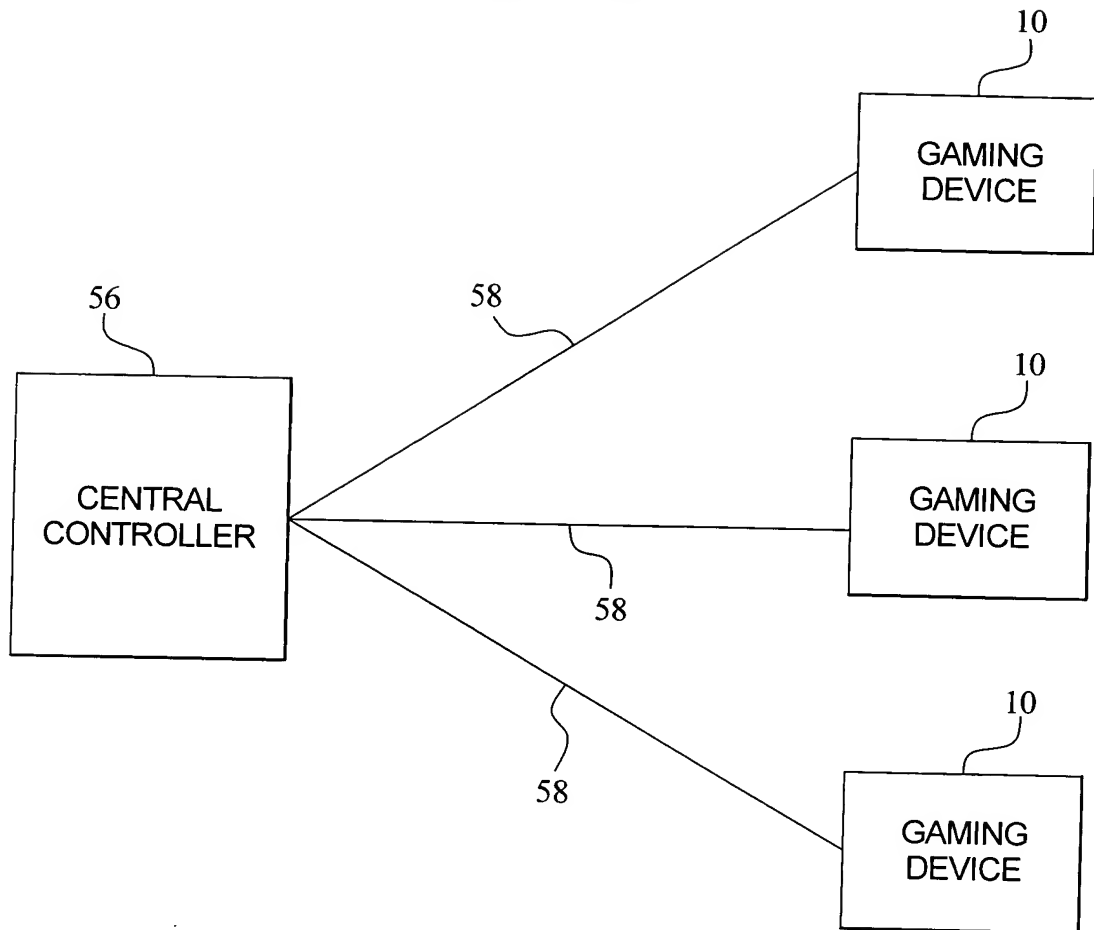 10
GAMING
DEVICE
58
56
10
CENTRAL
CONTROLLER
GAMING
DEVICE
58
10
58
GAMING
DEVICE